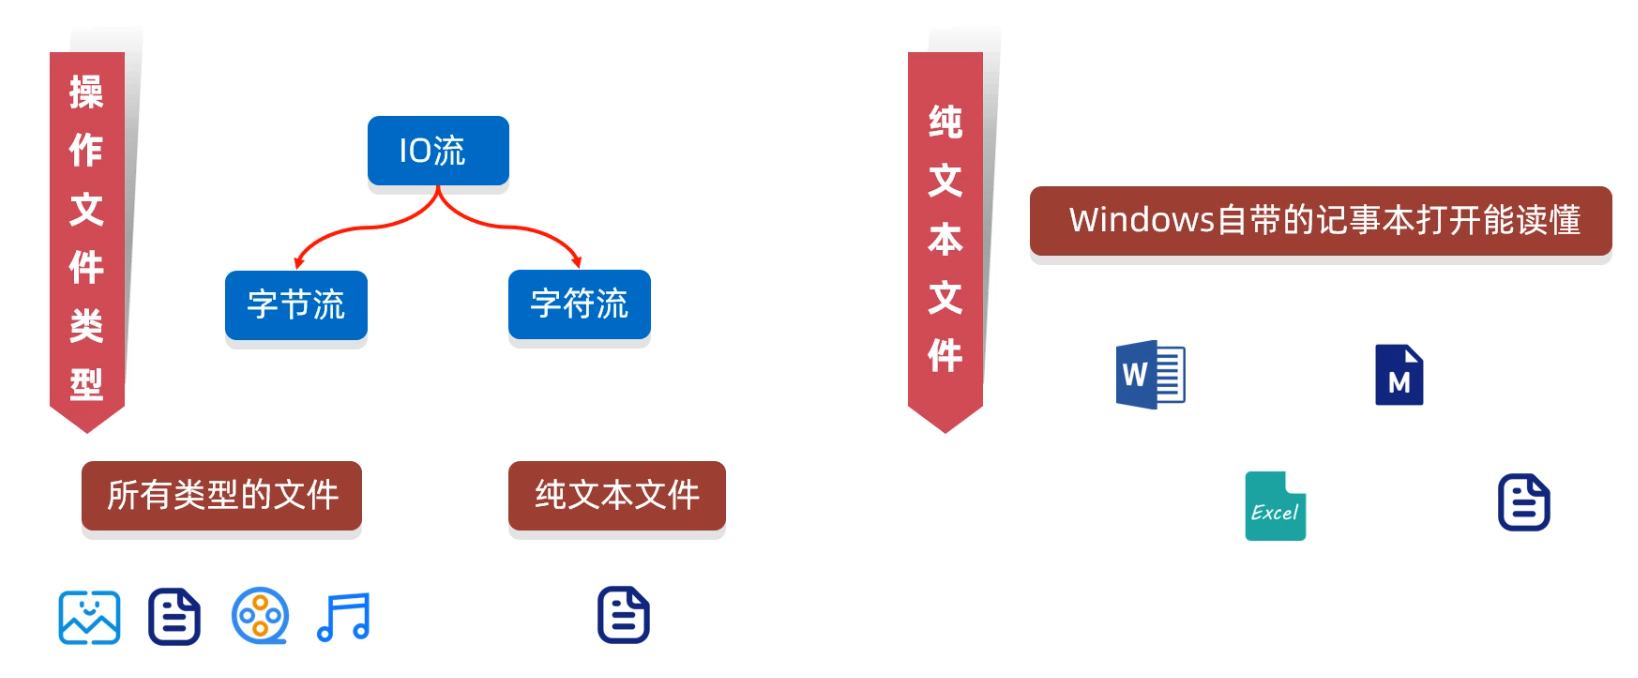 操作文件类型
IO流
字节流
字符流
所有类型的文件
纯文本文件
纯文本文件
Windows自带的记事本打开能读懂
W
M
Excel